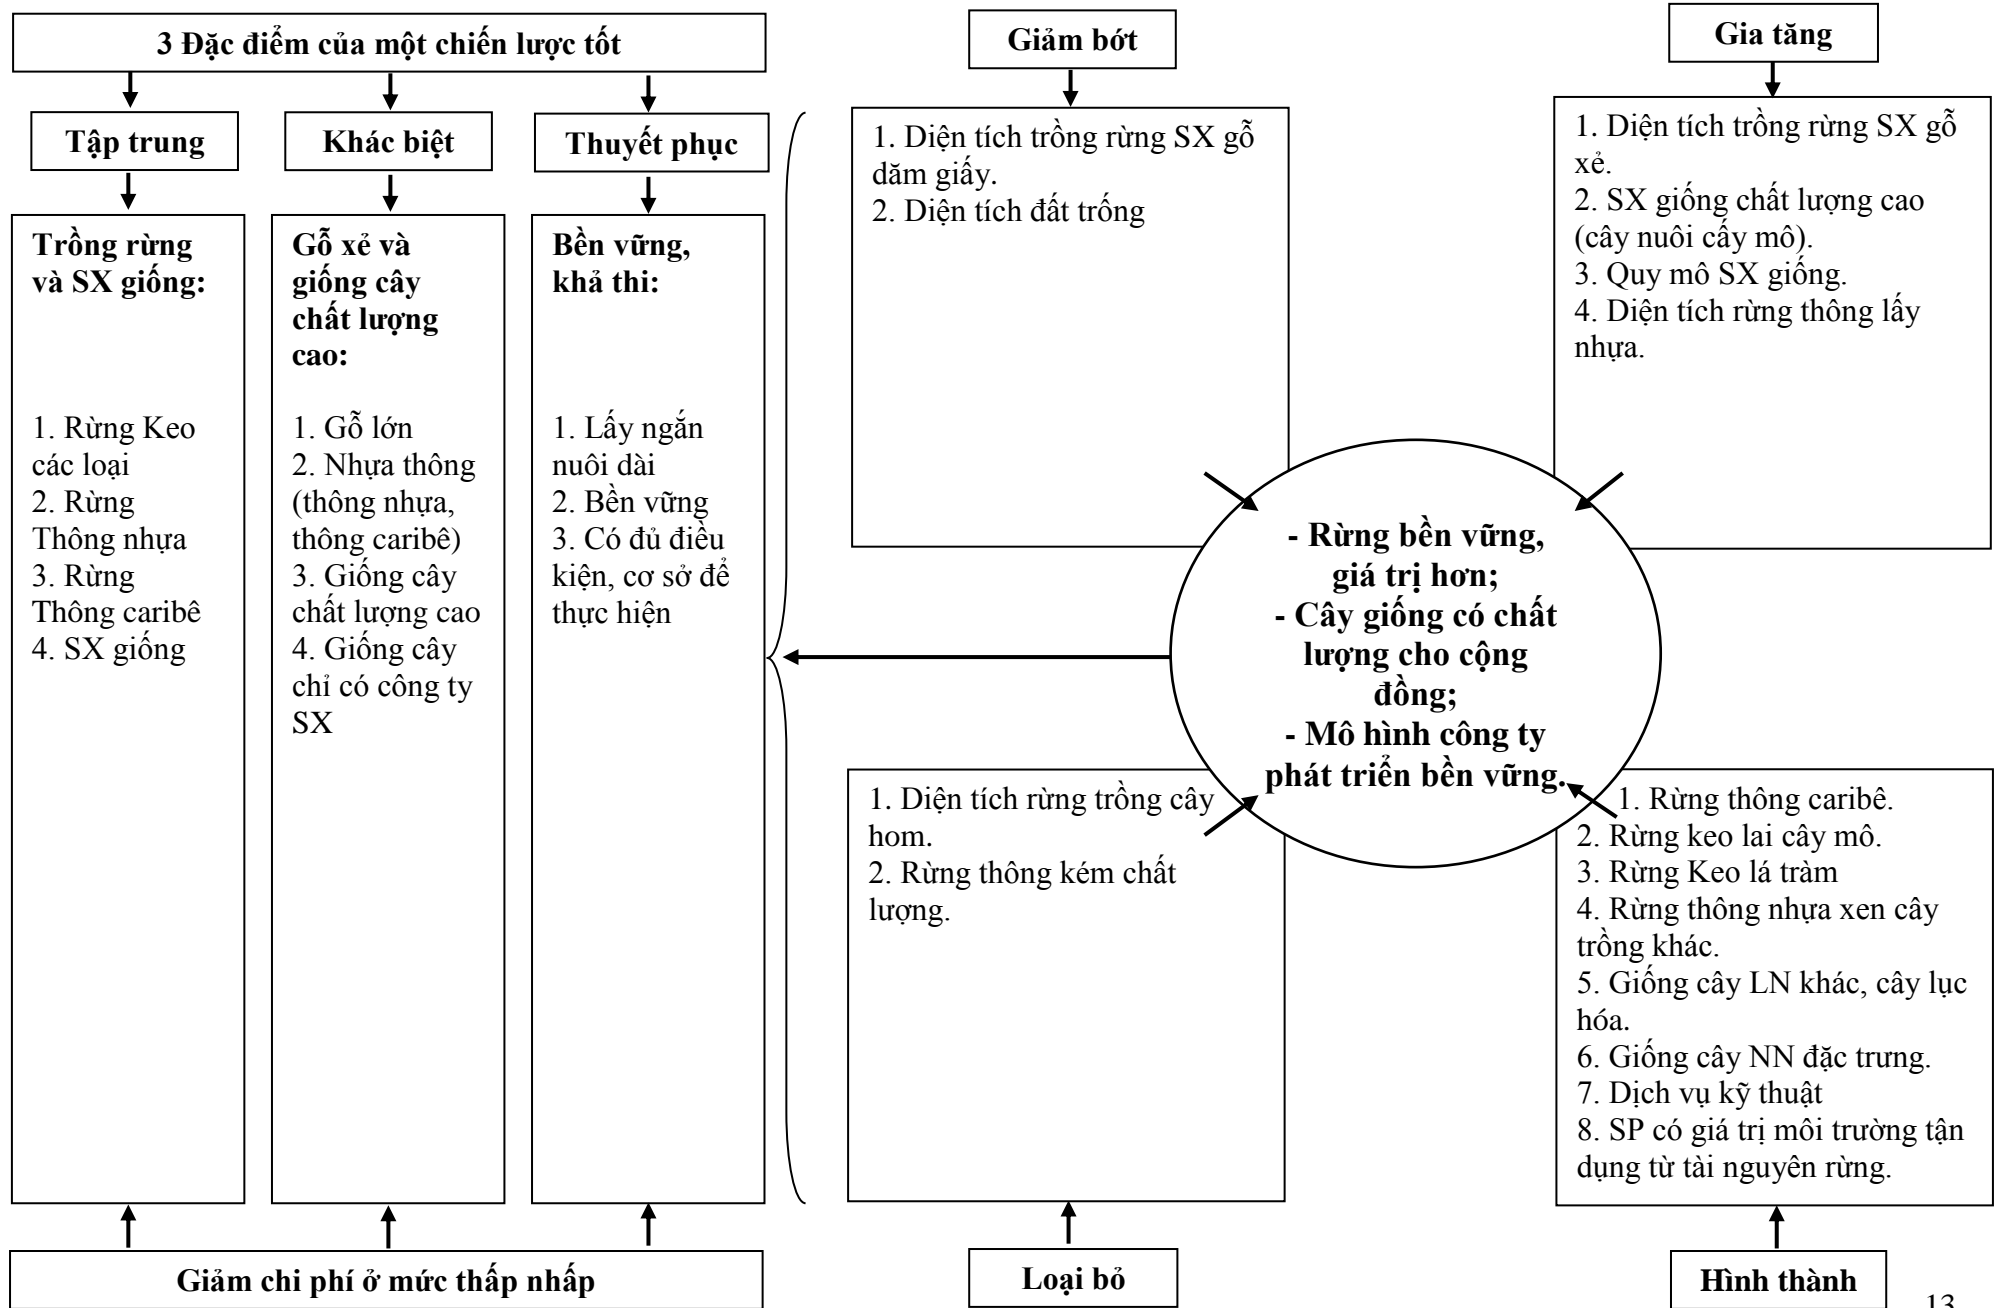 3 Đặc điểm của một chiến lược tốt
Tập trung
Khác biệt
Thuyết phục
Trồng rừng
và SX giống:
1. Rừng Keo
các loại
2. Rừng
Thông nhựa
3. Rừng
Thông caribê
4. SX giống
Gỗ xẻ và
giống cây
chất lượng
cao:
1. Gỗ lớn
2. Nhựa thông
(thông nhựa,
thông caribê)
3. Giống cây
chất lượng cao
4. Giống cây
chỉ có công ty
SX
Bền vững,
khả thi:
1. Lấy ngắn
nuôi dài
2. Bền vững
3. Có đủ điều
kiện, cơ sở để
thực hiện
Giảm chi phí ở mức thấp nhấp
Giảm bớt
1. Diện tích trồng rừng SX gỗ
dăm giấy.
2. Diện tích đất trống
Gia tăng
1. Diện tích trồng rừng SX gỗ
xẻ.
2. SX giống chất lượng cao
(cây nuôi cấy mô).
3. Quy mô SX giống.
4. Diện tích rừng thông lấy
nhựa.
- Rừng bền vững,
giá trị hơn;
- Cây giống có chất
lượng cho cộng
đồng;
- Mô hình công ty
phát triển bền vững.
1. Diện tích rừng trồng cây
hom.
2. Rừng thông kém chất
lượng.
Loại bỏ
1. Rừng thông caribê.
2. Rừng keo lai cây mô.
3. Rừng Keo lá tràm
4. Rừng thông nhựa xen cây
trồng khác.
5. Giống cây LN khác, cây lục
hóa.
6. Giống cây NN đặc trưng.
7. Dịch vụ kỹ thuật
8. SP có giá trị môi trường tận
dụng từ tài nguyên rừng.
Hình thành
13